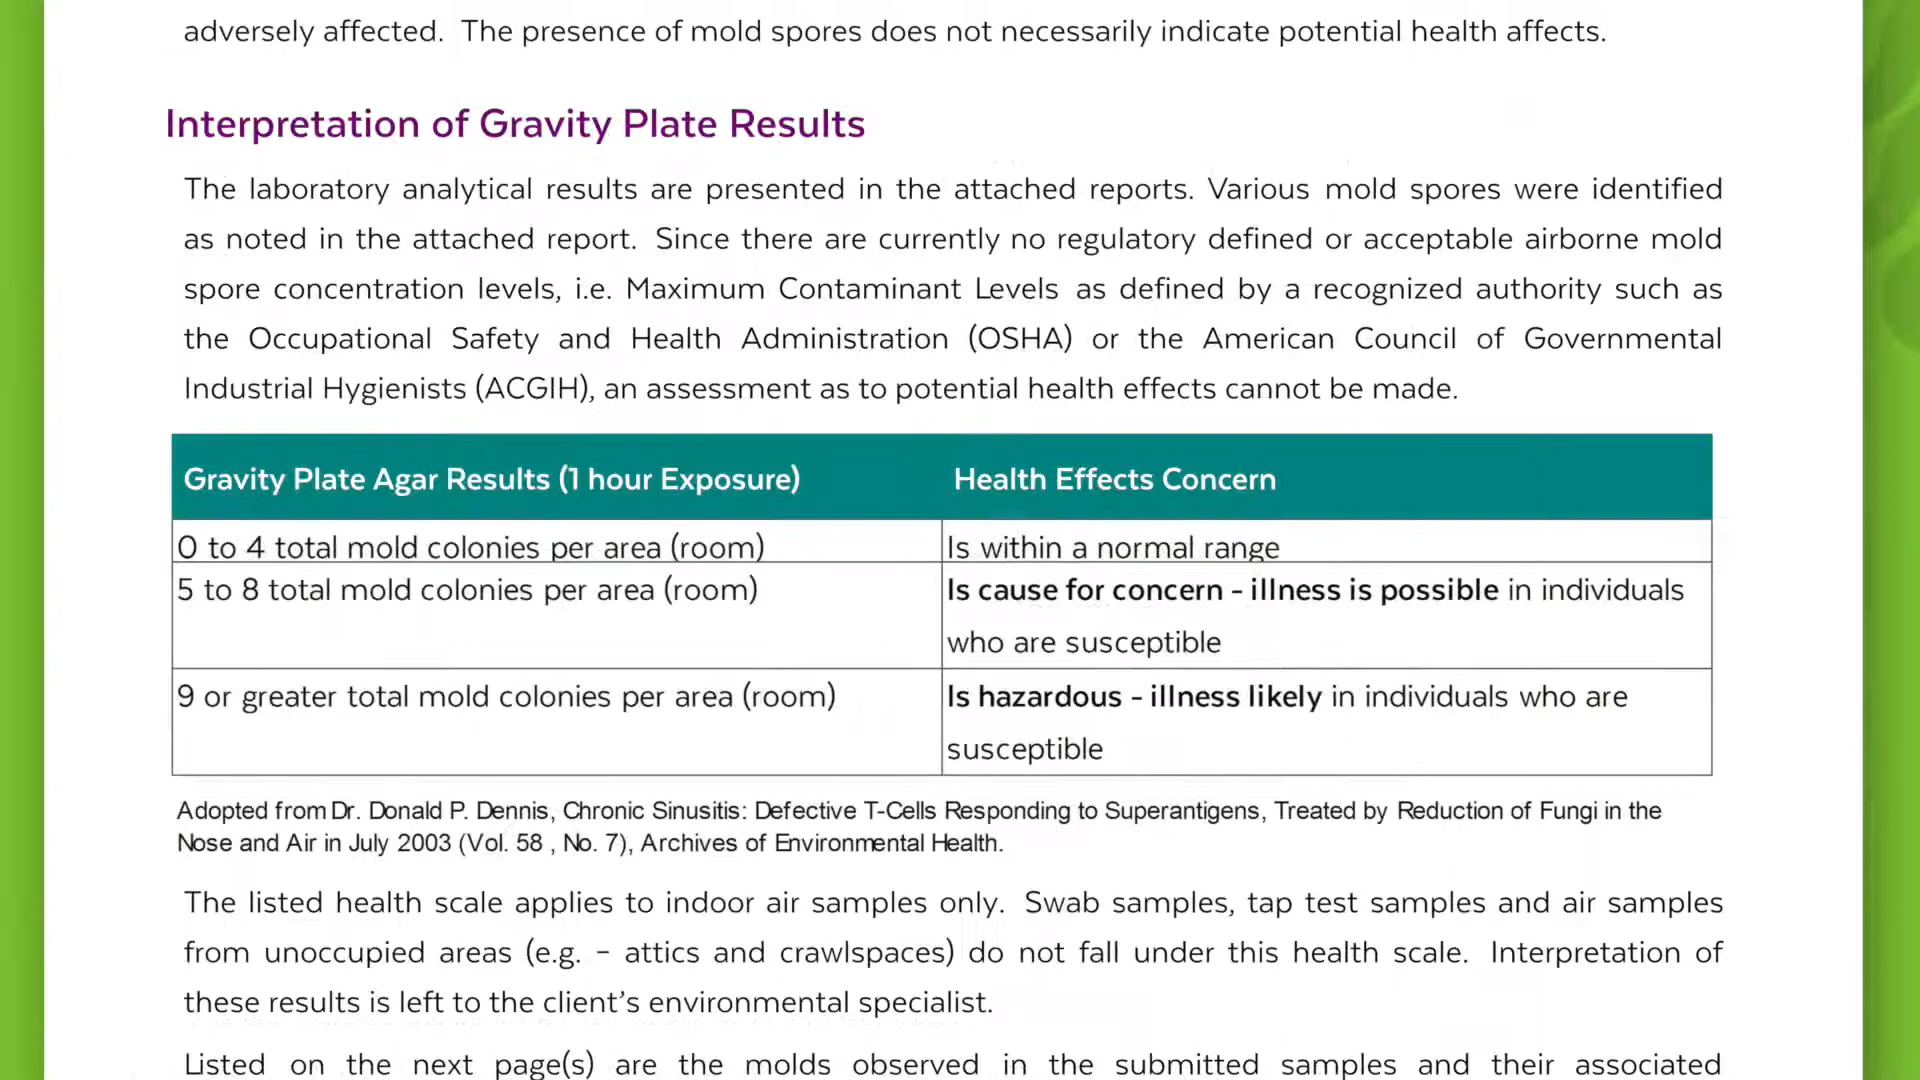 adversely affected. The presence of mold spores does not necessarily indicate potential health affects.
Interpretation of Gravity Plate Results
The laboratory analytical results are presented in the attached reports. Various mold spores were identified
as noted in the attached report. Since there are currently no regulatory defined or acceptable airborne mold
spore concentration levels, i.e. Maximum Contaminant Levels as defined by a recognized authority such as
the Occupational Safety and Health Administration (OSHA) or the American Council of Governmental
Industrial Hygienists (ACGIH), an assessment as to potential health effects cannot be made.
Gravity Plate Agar Results (1 hour Exposure)
Health Effects Concern
0 to 4 total mold colonies per area (room)
Is within a normal range
5 to 8 total mold colonies per area (room)
Is cause for concern - illness is possible in individuals
who are susceptible
9 or greater total mold colonies per area (room)
Is hazardous - illness likely in individuals who are
susceptible
Adopted from Dr. Donald P. Dennis, Chronic Sinusitis: Defective T-Cells Responding to Superantigens, Treated by Reduction of Fungi in the
Nose and Air in July 2003 (Vol. 58 , No. 7), Archives of Environmental Health.
The listed health scale applies to indoor air samples only. Swab samples, tap test samples and air samples
from unoccupied areas (e.g. – attics and crawlspaces) do not fall under this health scale. Interpretation of
these results is left to the client's environmental specialist.
Listed on the next page(s) are the molds observed in the submitted samples and their associated